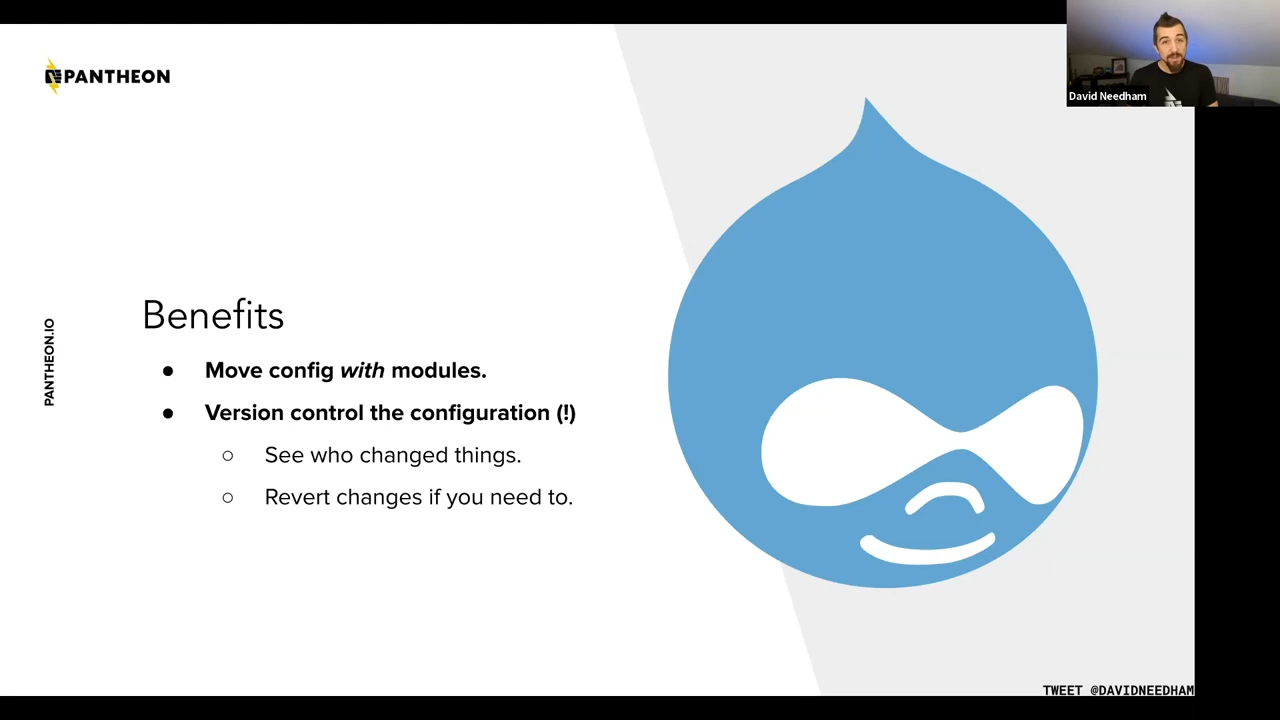 PANTHEON
David Needham
PANTHEON.IO
Benefits
● Move config with modules.
● Version control the configuration (!)
○ See who changed things.
○ Revert changes if you need to.
TWEET @DAVIDNEEDHAM